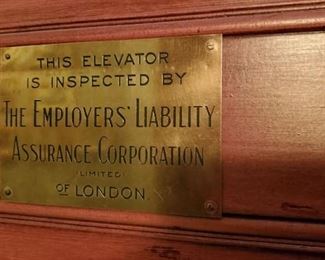 THIS ELEVATOR
IS INSPECTED BY
THE EMPLOYERS' LIABILITY
ASSURANCE CORPORATION
(LIMITED)
OF LONDON.